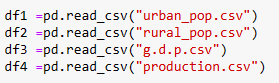 df1 =pd.read_csv("urban_pop.csv")
df2 =pd.read_csv("rural_pop.csv")
df3 =pd.read_csv("g.d.p.csv")
df4 =pd.read_csv("production.csv")